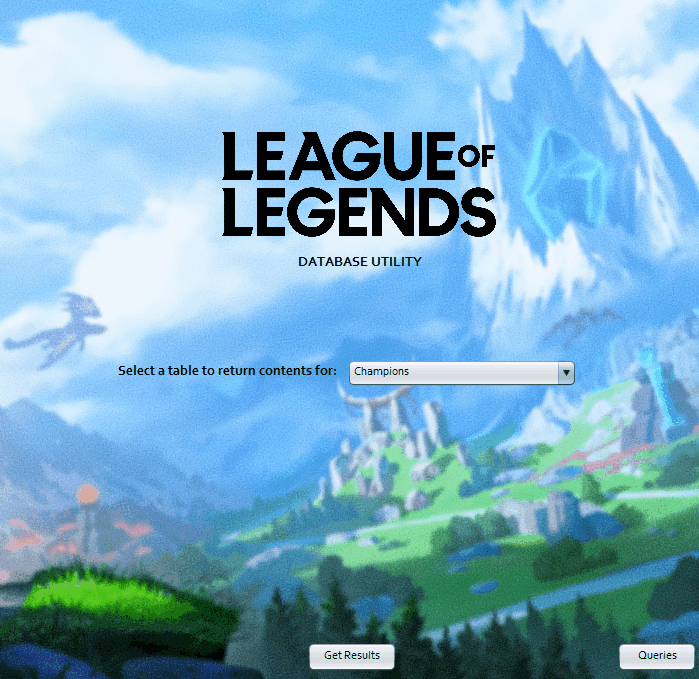 LEAGUE OF
LEGENDS
DATABASE UTILITY
Select a table to return contents for: Champions
Get Results
Queries